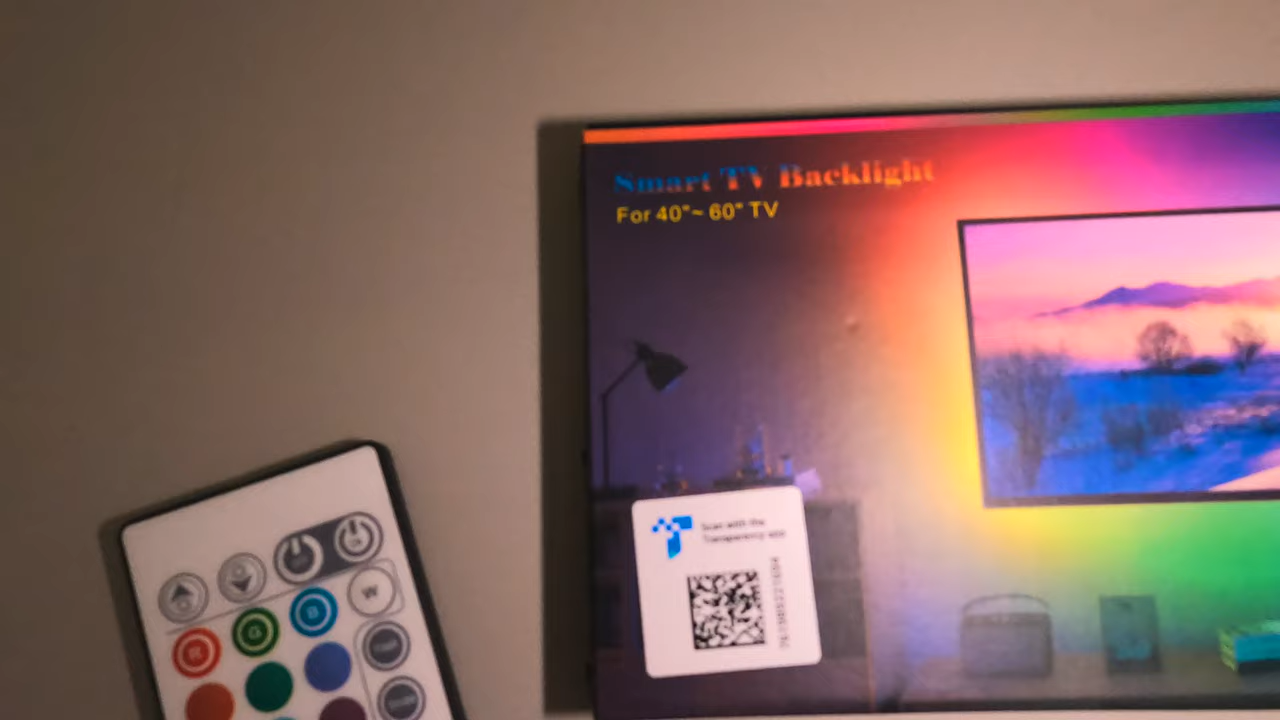 Smart TV Backlight
For 40"~ 60" TV
Scan with the
Transparency app
R
G
B
W